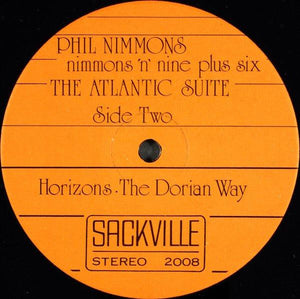 PHIL NIMMONS
nimmons 'n' nine plus six
THE ATLANTIC SUITE
Side Two
Horizons · The Dorian Way
SACKVILLE
STEREO 2008